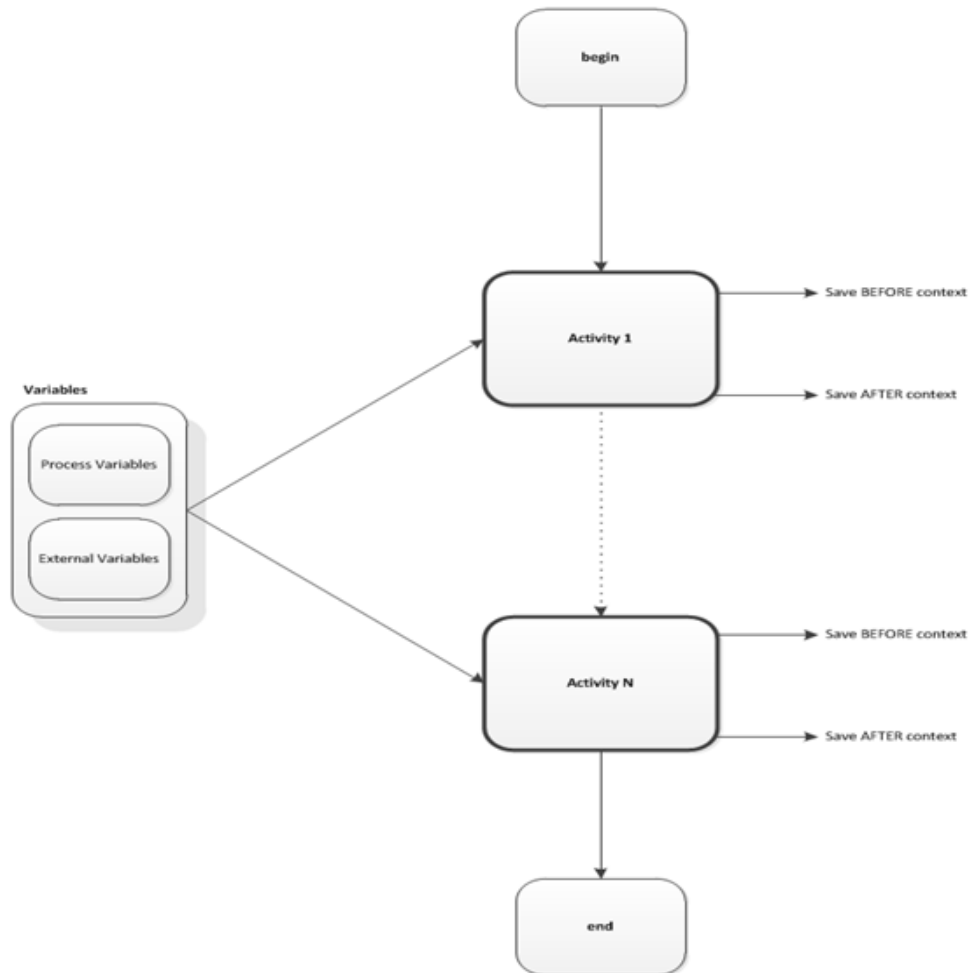 begin
Activity 1
Save BEFORE context
Save AFTER context
Variables
Process Variables
External Variables
Activity N
Save BEFORE context
Save AFTER context
end